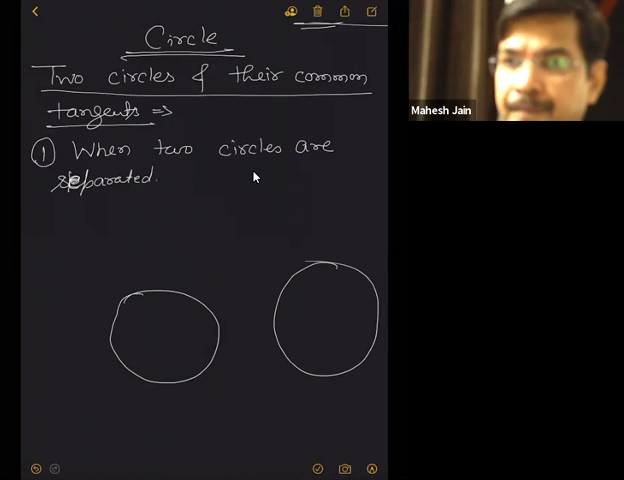 Circle
Two circles & their common
tangents ⇒
① When two circles are
separated.
Mahesh Jain